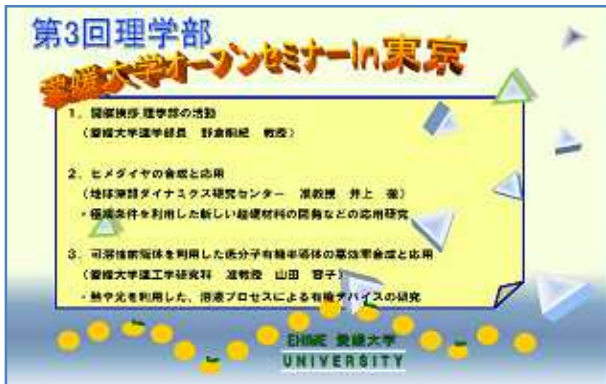 第3回理学部
愛媛大学オープンセミナーin東京
1. 開催挨拶 理学部の活動
(愛媛大学理学部長 野倉嗣紀 教授)
2. ヒメダイヤの合成と応用
(地球深部ダイナミクス研究センター 准教授 井上 徹)
・極端条件を利用した新しい超硬材料の開発などの応用研究
3. 可溶性前駆体を利用した低分子有機半導体の高効率合成と応用
(愛媛大学理工学研究科 准教授 山田 容子)
・熱や光を利用した、溶液プロセスによる有機デバイスの研究
EHIME 愛媛大学
UNIVERSITY